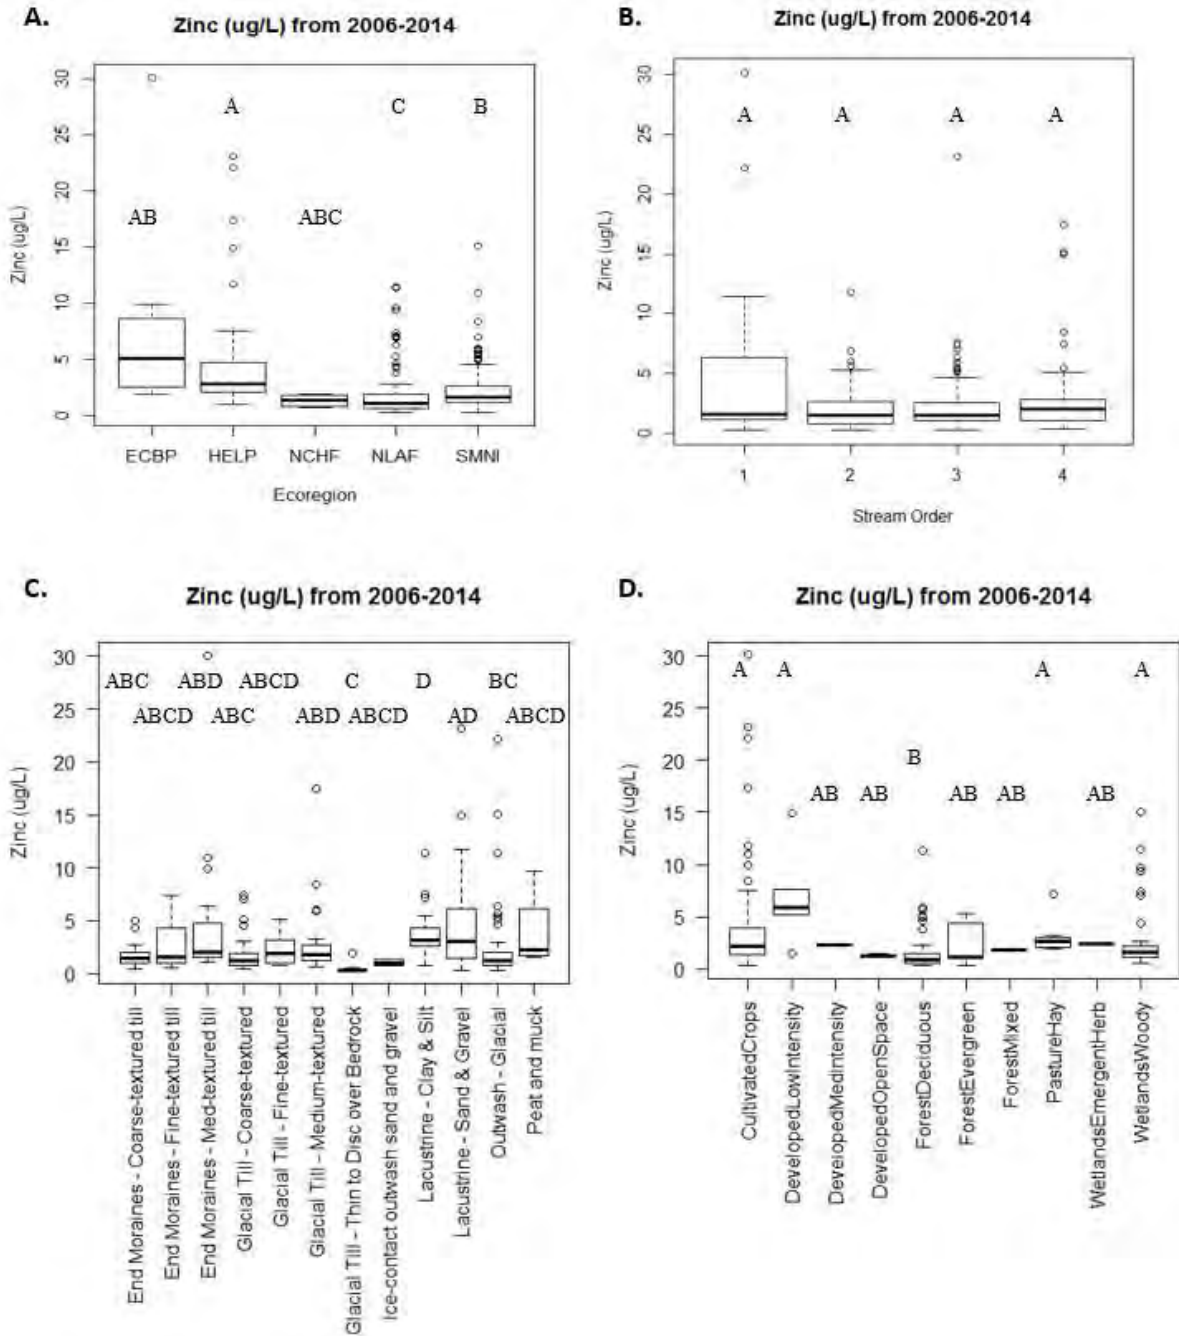 A.
Zinc (ug/L) from 2006-2014
Zinc (ug/L)
30
25
20
15
10
5
0
A
C
B
AB
ABC
ECBP
HELP
NCHF
NLAF
SMNI
Ecoregion
B.
Zinc (ug/L) from 2006-2014
Zinc (ug/L)
30
25
20
15
10
5
0
A
A
A
A
1
2
3
4
Stream Order
C.
Zinc (ug/L) from 2006-2014
Zinc (ug/L)
30
25
20
15
10
5
0
ABC
ABD
ABCD
C
D
BC
ABCD
ABC
ABD
ABCD
AD
ABCD
End Moraines - Coarse-textured till
End Moraines - Fine-textured till
End Moraines - Med-textured till
Glacial Till - Coarse-textured
Glacial Till - Fine-textured
Glacial Till - Medium-textured
Glacial Till - Thin to Disc over Bedrock
Ice-contact outwash sand and gravel
Lacustrine - Clay & Silt
Lacustrine - Sand & Gravel
Outwash - Glacial
Peat and muck
D.
Zinc (ug/L) from 2006-2014
Zinc (ug/L)
30
25
20
15
10
5
0
A
A
A
A
B
AB
AB
AB
AB
AB
CultivatedCrops
DevelopedLowIntensity
DevelopedMedIntensity
DevelopedOpenSpace
ForestDeciduous
ForestEvergreen
ForestMixed
PastureHay
WetlandsEmergentHerb
WetlandsWoody